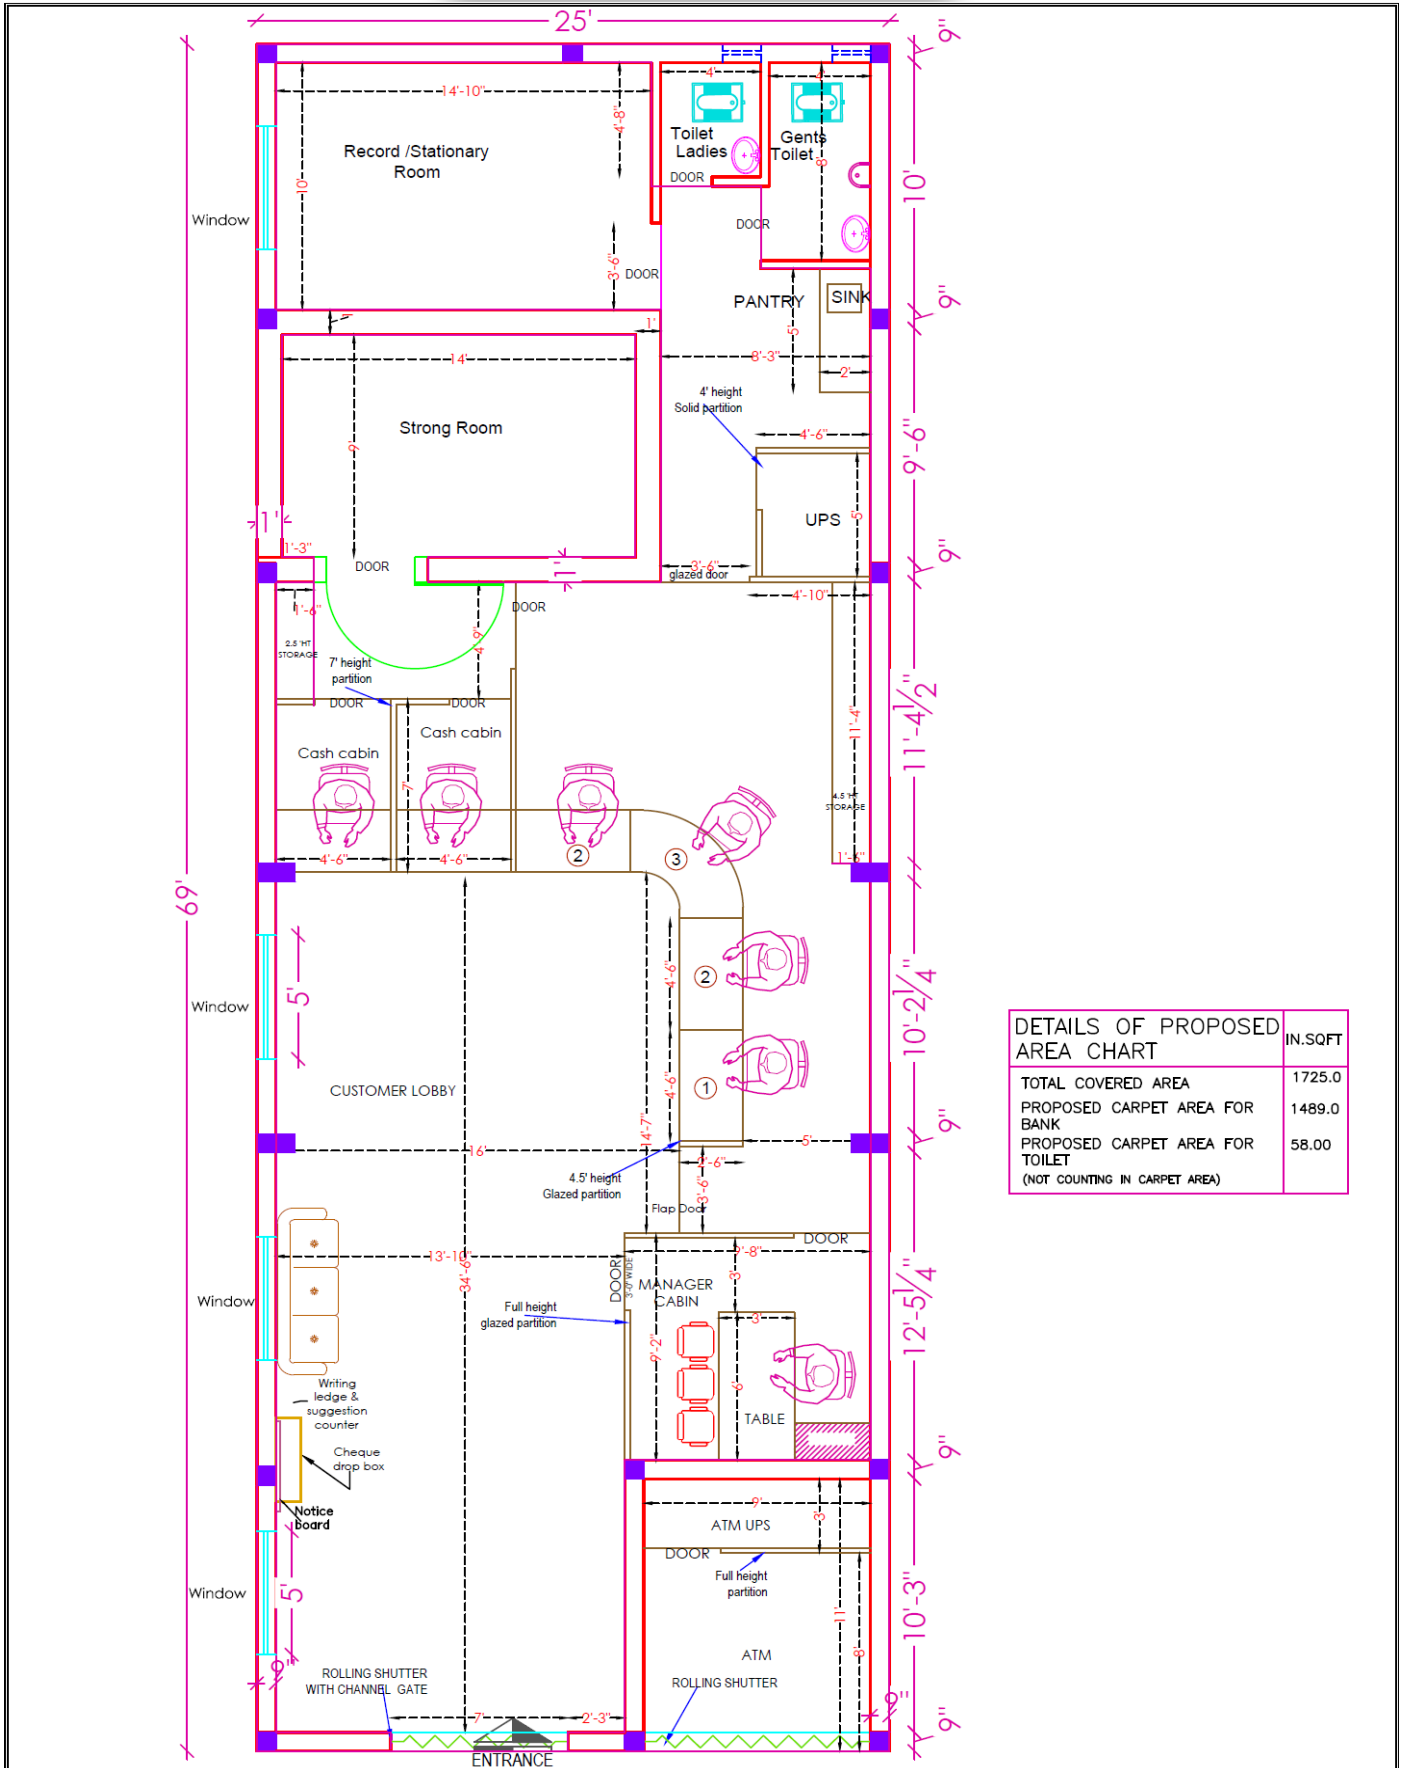 25'
9"
14'-10"
4'
4'
4'-8"
Toilet
Ladies
Gents
Toilet
Record /Stationary
Room
8'
DOOR
10'
10'
Window
DOOR
3'-6"
DOOR
PANTRY
SINK
9"
1'
1'
5'
14'
8'-3"
2'
4' height
Solid partition
Strong Room
4'-6"
9'
9'-6"
UPS
5'
1'
1'-3"
DOOR
1'
3'-6"
glazed door
9"
4'-10"
1'-6"
DOOR
2.5 'HT
STORAGE
4'-9"
7' height
partition
DOOR
DOOR
11'-4"
11'-4 1/2"
Cash cabin
Cash cabin
7'
4.5 'HT
STORAGE
4'-6"
4'-6"
2
3
1'-6"
69'
4'-6"
2
5'
Window
10'-2 1/4"
DETAILS OF PROPOSED
AREA CHART
IN.SQFT
TOTAL COVERED AREA
1725.0
PROPOSED CARPET AREA FOR
BANK
1489.0
PROPOSED CARPET AREA FOR
TOILET
58.00
(NOT COUNTING IN CARPET AREA)
CUSTOMER LOBBY
4'-6"
1
14'-7"
9"
16'
5'
2'-6"
4.5' height
Glazed partition
3'-6"
Flap Door
13'-10"
34'-6"
DOOR
9'-8"
DOOR
3'-0" WIDE
MANAGER
CABIN
3'
Window
Full height
glazed partition
3'
12'-5 1/4"
9'-2"
6'
TABLE
Writing
ledge &
suggestion
counter
Cheque
drop box
9"
Notice
board
9'
3'
ATM UPS
DOOR
Full height
partition
5'
Window
11'
10'-3"
ATM
8'
9"
ROLLING SHUTTER
WITH CHANNEL GATE
ROLLING SHUTTER
9"
7'
2'-3"
9"
ENTRANCE